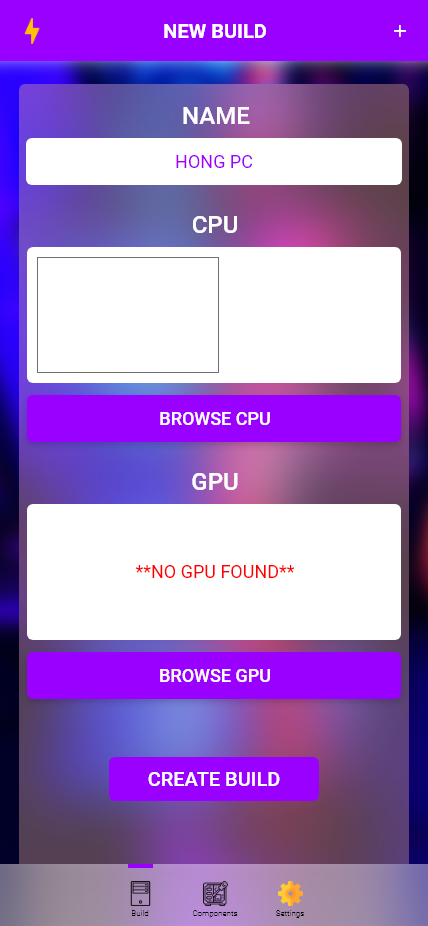 NEW BUILD
+
NAME
HONG PC
CPU
BROWSE CPU
GPU
**NO GPU FOUND**
BROWSE GPU
CREATE BUILD
Build
Components
Settings